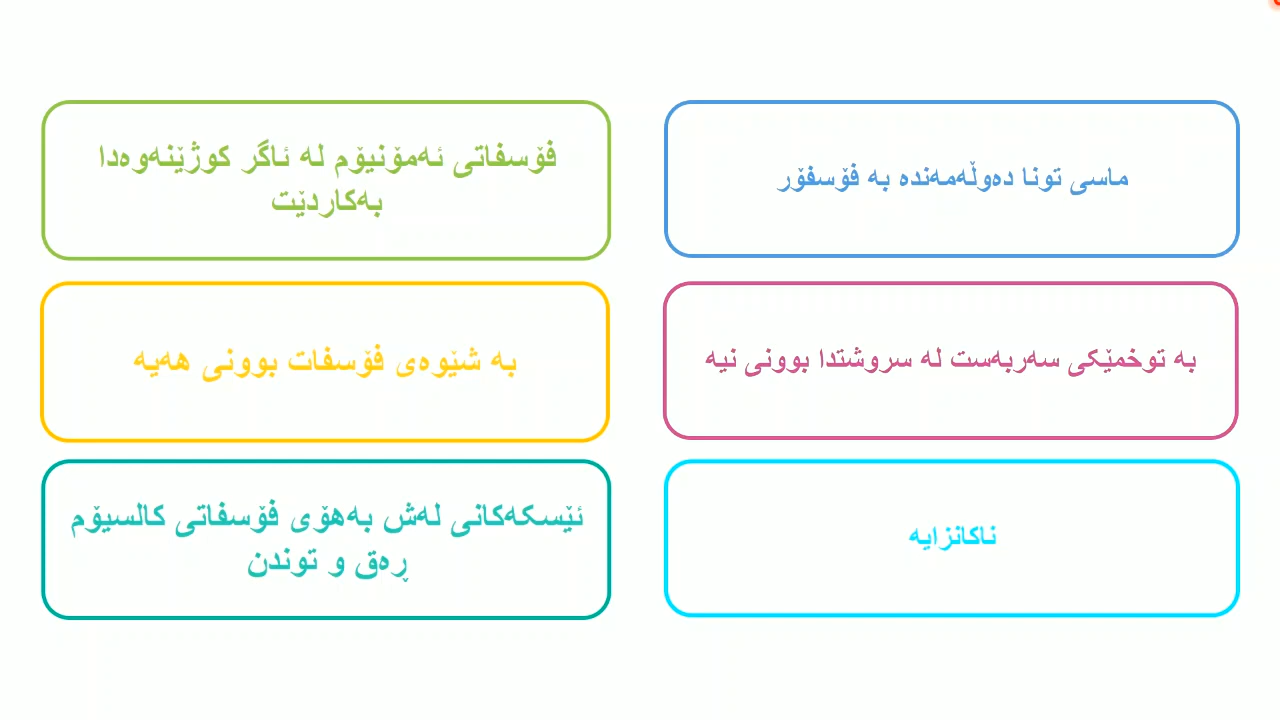 ماسی تونا دەوڵەمەندە بە فۆسفۆر
فۆسفاتی ئەمۆنیۆم لە ئاگر کوژێنەوەدا
بەکاردێت
بە توخمێکی سەربەست لە سروشتدا بوونی نیە
بە شێوەی فۆسفات بوونی هەیە
ناکانزایە
ئێسکەکانی لەش بەهۆی فۆسفاتی کالسیۆم
ڕەق و توندن